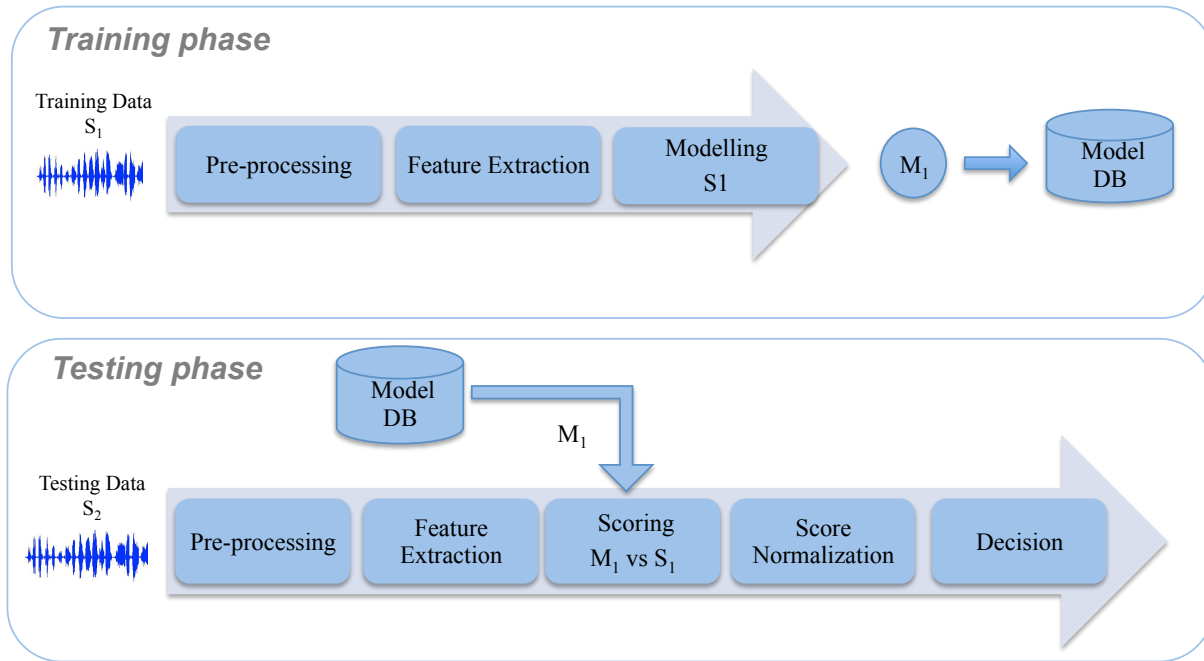 Training phase
Training Data
S₁
Pre-processing
Feature Extraction
Modelling
S1
M₁
Model
DB
Testing phase
Model
DB
M₁
Testing Data
S₂
Pre-processing
Feature
Extraction
Scoring
M₁ vs S₁
Score
Normalization
Decision